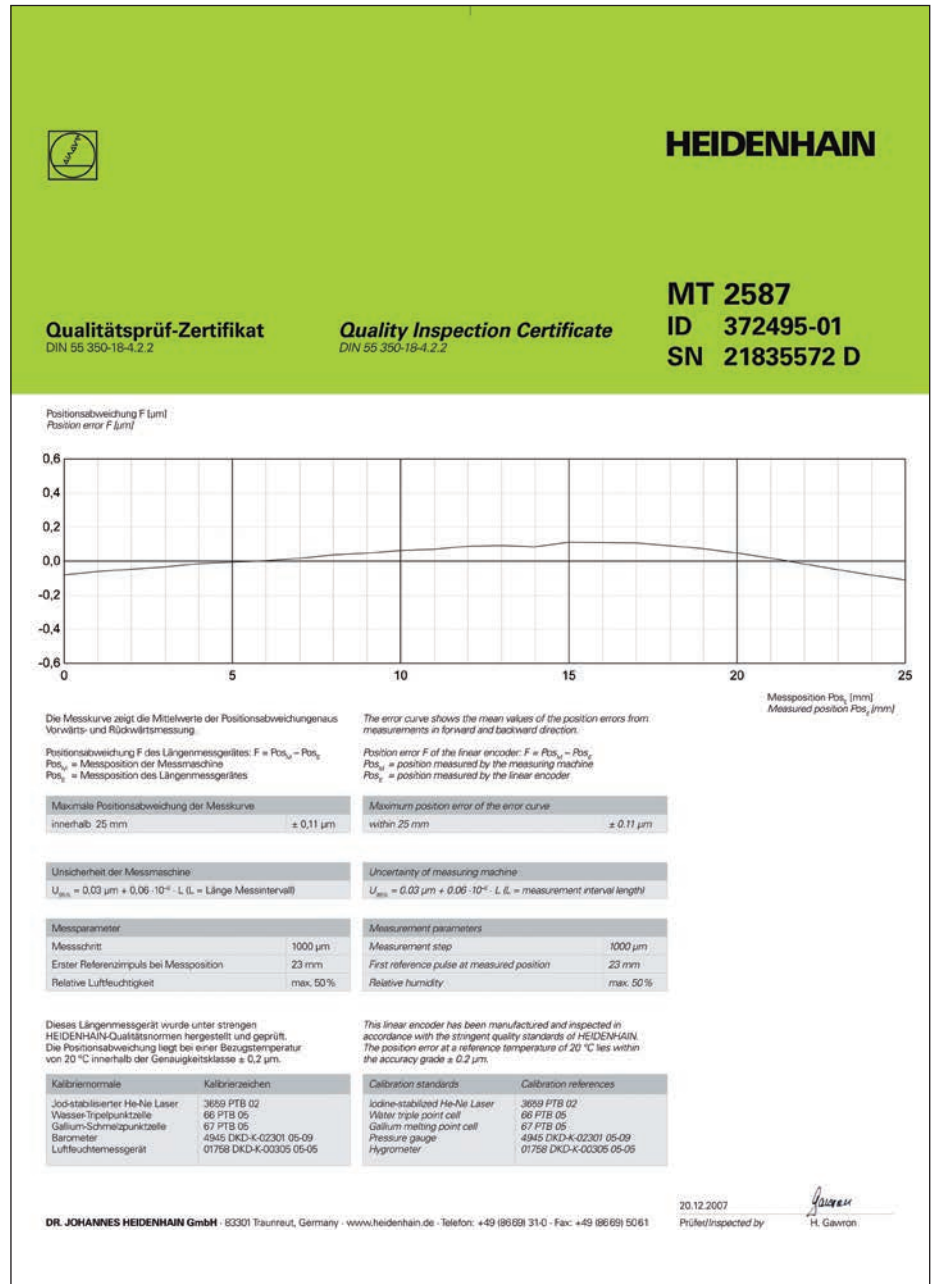 HEIDENHAIN
MT 2587
ID 372495-01
SN 21835572 D
Qualitätsprüf-Zertifikat
DIN 55 350-18-4.2.2
Quality Inspection Certificate
DIN 55 350-18-4.2.2
Positionsabweichung F [µm]
Position error F [µm]
0,6
0,4
0,2
0,0
-0,2
-0,4
-0,6
0 5 10 15 20 25
Messposition Pos_E [mm]
Measured position Pos_E [mm]
Die Messkurve zeigt die Mittelwerte der Positionsabweichungenaus
Vorwärts- und Rückwärtsmessung.
Positionsabweichung F des Längenmessgerätes: F = Pos_M – Pos_E
Pos_M = Messposition der Messmaschine
Pos_E = Messposition des Längenmessgerätes
The error curve shows the mean values of the position errors from
measurements in forward and backward direction.
Position error F of the linear encoder: F = Pos_M – Pos_E
Pos_M = position measured by the measuring machine
Pos_E = position measured by the linear encoder
Maximale Positionsabweichung der Messkurve
innerhalb 25 mm ± 0,11 µm
Maximum position error of the error curve
within 25 mm ± 0.11 µm
Unsicherheit der Messmaschine
U95% = 0,03 µm + 0,06 ·10⁻⁶ · L (L = Länge Messintervall)
Uncertainty of measuring machine
U95% = 0.03 µm + 0.06 ·10⁻⁶ · L (L = measurement interval length)
Messparameter
Messschritt 1000 µm
Erster Referenzimpuls bei Messposition 23 mm
Relative Luftfeuchtigkeit max. 50 %
Measurement parameters
Measurement step 1000 µm
First reference pulse at measured position 23 mm
Relative humidity max. 50 %
Dieses Längenmessgerät wurde unter strengen
HEIDENHAIN-Qualitätsnormen hergestellt und geprüft.
Die Positionsabweichung liegt bei einer Bezugstemperatur
von 20 °C innerhalb der Genauigkeitsklasse ± 0,2 µm.
This linear encoder has been manufactured and inspected in
accordance with the stringent quality standards of HEIDENHAIN.
The position error at a reference temperature of 20 °C lies within
the accuracy grade ± 0.2 µm.
Kalibriernormale Kalibrierzeichen
Jod-stabilisierter He-Ne Laser 3659 PTB 02
Wasser-Tripelpunktzelle 66 PTB 05
Gallium-Schmelzpunktzelle 67 PTB 05
Barometer 4945 DKD-K-02301 05-09
Luftfeuchtemessgerät 01758 DKD-K-00305 05-05
Calibration standards Calibration references
Iodine-stabilized He-Ne Laser 3659 PTB 02
Water triple point cell 66 PTB 05
Gallium melting point cell 67 PTB 05
Pressure gauge 4945 DKD-K-02301 05-09
Hygrometer 01758 DKD-K-00305 05-05
20.12.2007 Gawron
Prüfer/Inspected by H. Gawron
DR. JOHANNES HEIDENHAIN GmbH · 83301 Traunreut, Germany · www.heidenhain.de · Telefon: +49 (8669) 31-0 · Fax: +49 (8669) 5061